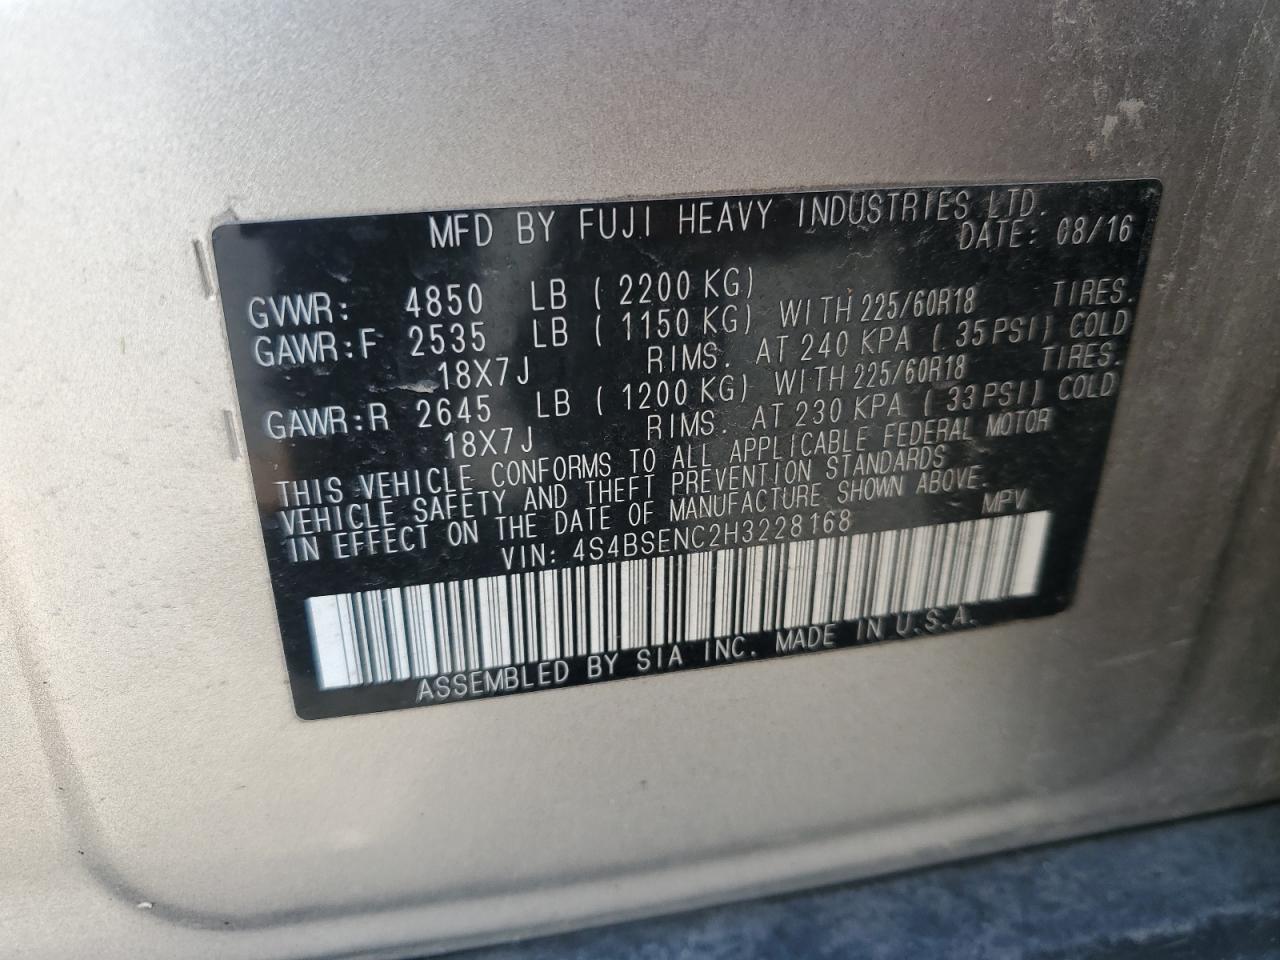 MFD BY FUJI HEAVY INDUSTRIES LTD.
DATE: 08/16
GVWR: 4850 LB ( 2200 KG)
GAWR:F 2535 LB ( 1150 KG) WITH 225/60R18 TIRES.
18X7J RIMS. AT 240 KPA ( 35 PSI) COLD
GAWR:R 2645 LB ( 1200 KG) WITH 225/60R18 TIRES.
18X7J RIMS. AT 230 KPA ( 33 PSI) COLD
THIS VEHICLE CONFORMS TO ALL APPLICABLE FEDERAL MOTOR
VEHICLE SAFETY AND THEFT PREVENTION STANDARDS
IN EFFECT ON THE DATE OF MANUFACTURE SHOWN ABOVE.
VIN: 4S4BSENC2H3228168 MPV
ASSEMBLED BY SIA INC. MADE IN U.S.A.